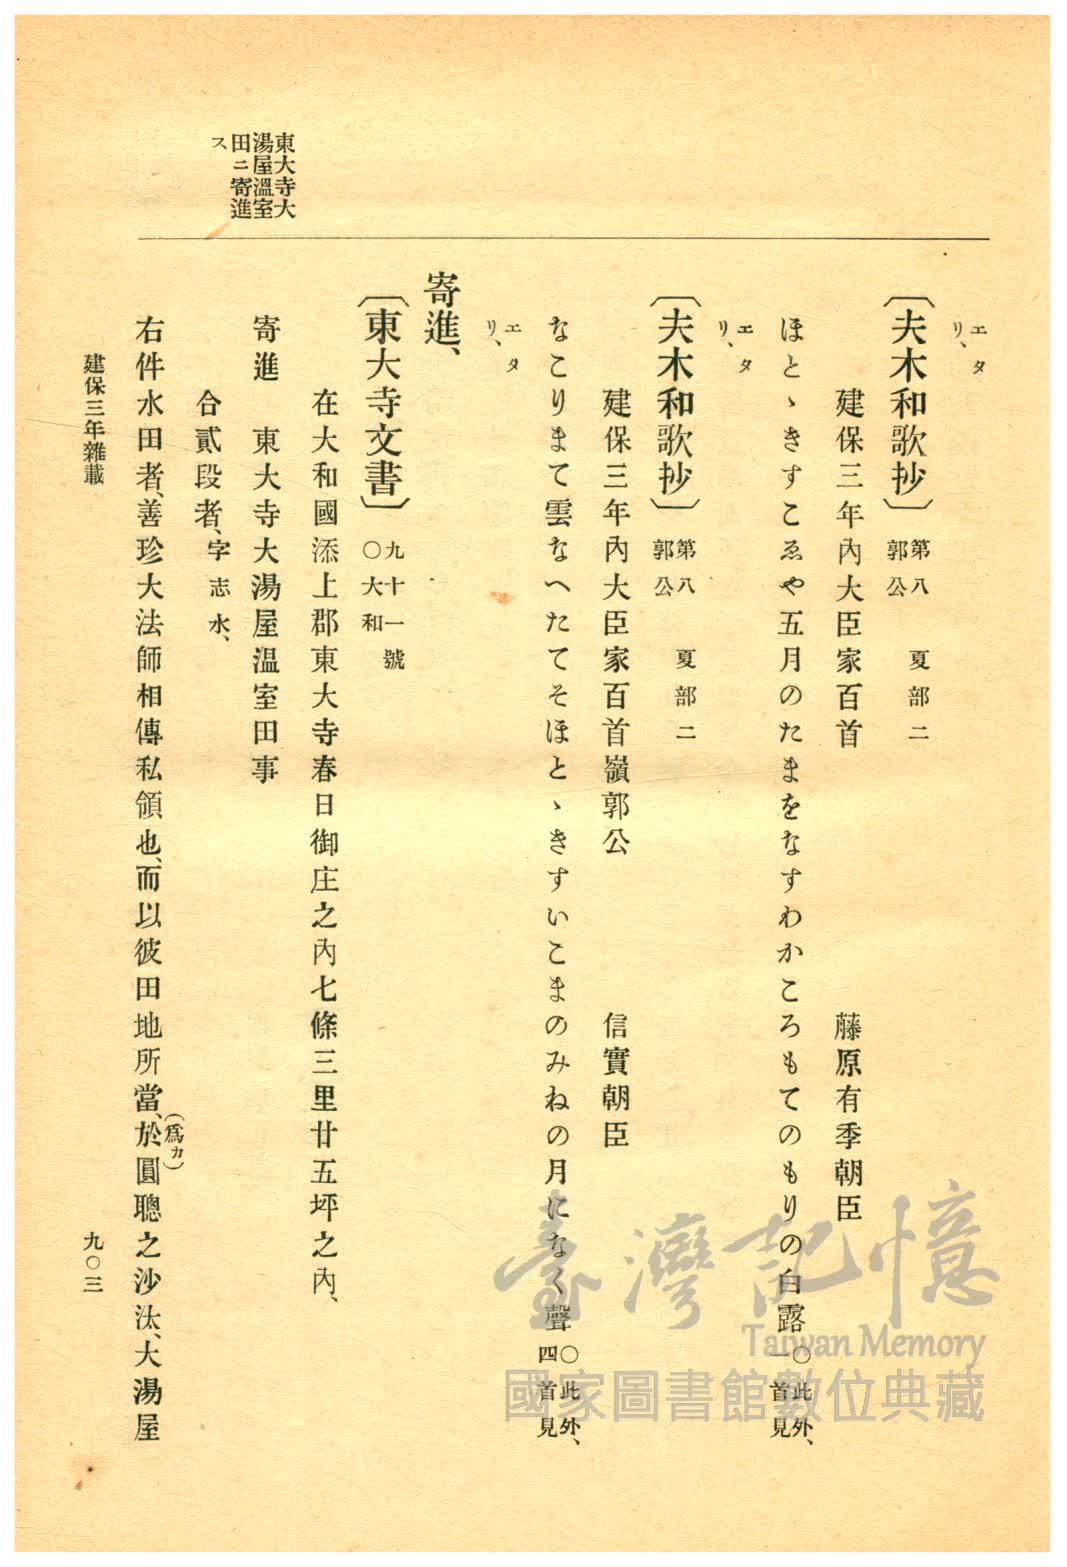 東大寺大
湯屋溫室
田ニ寄進
ス
エタ
リ、
〔夫木和歌抄〕第八 夏部二
郭公
建保三年內大臣家百首 藤原有季朝臣
ほとゝきすこゑや五月のたまをなすわかころもてのもりの白露〇此外、
一首見
エタ
リ、
〔夫木和歌抄〕第八 夏部二
郭公
建保三年內大臣家百首嶺郭公 信實朝臣
なこりまて雲なへたてそほとゝきすいこまのみねの月になく聲〇此外、
四首見
エタ
リ、
寄進、
〔東大寺文書〕九十一號
〇大和
在大和國添上郡東大寺春日御庄之內七條三里廿五坪之內、
寄進 東大寺大湯屋溫室田事
合貳段者、字志水、
右件水田者、善珍大法師相傳私領也、而以彼田地所當、於(爲カ)圓聰之沙汰、大湯屋
建保三年雜載
九〇三
臺灣記憶
Taiwan Memory
國家圖書館數位典藏